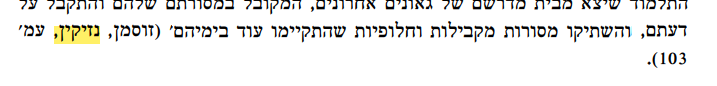 התלמוד שיצא מבית מדרשם של גאונים אחרונים, המקובל במסורתם שלהם והתקבל על
דעתם, והשתיקו מסורות מקבילות וחלופיות שהתקיימו עוד בימיהם׳ (זוסמן, נזיקין, עמ׳
103).